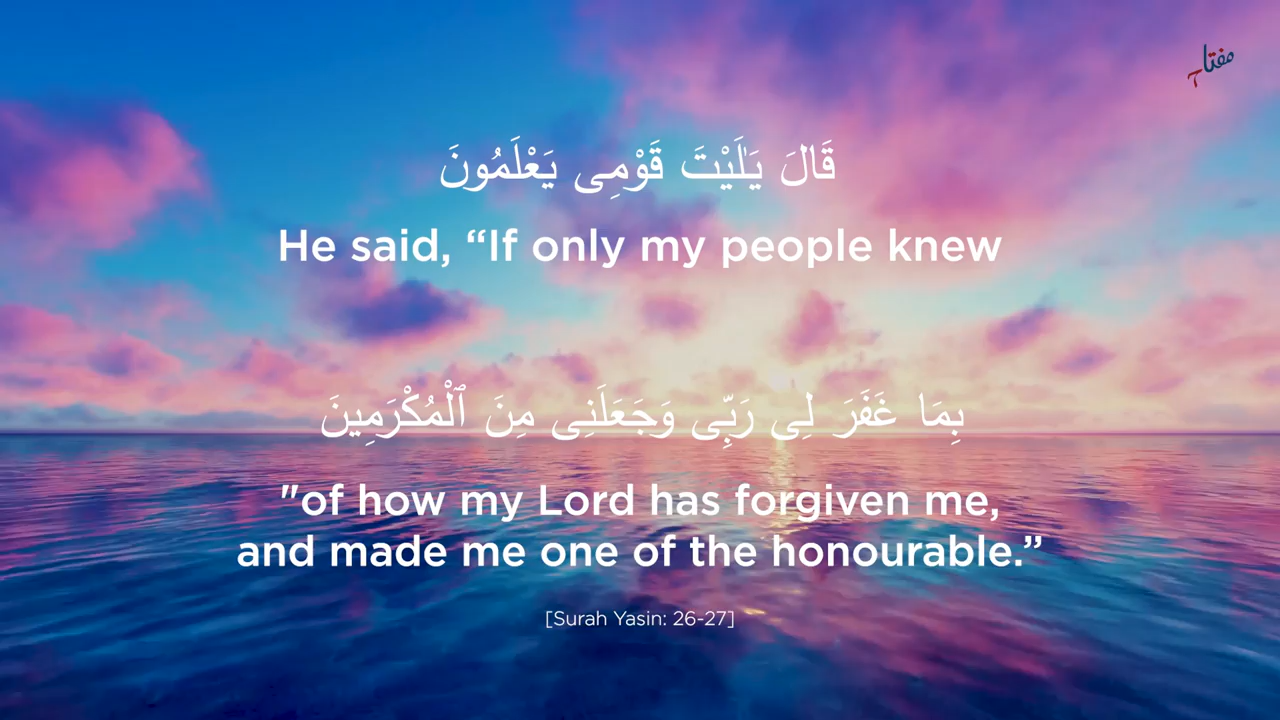 مفتاح
قَالَ يَـٰلَيْتَ قَوْمِى يَعْلَمُونَ
He said, “If only my people knew
بِمَا غَفَرَ لِى رَبِّى وَجَعَلَنِى مِنَ ٱلْمُكْرَمِينَ
"of how my Lord has forgiven me,
and made me one of the honourable.”
[Surah Yasin: 26-27]